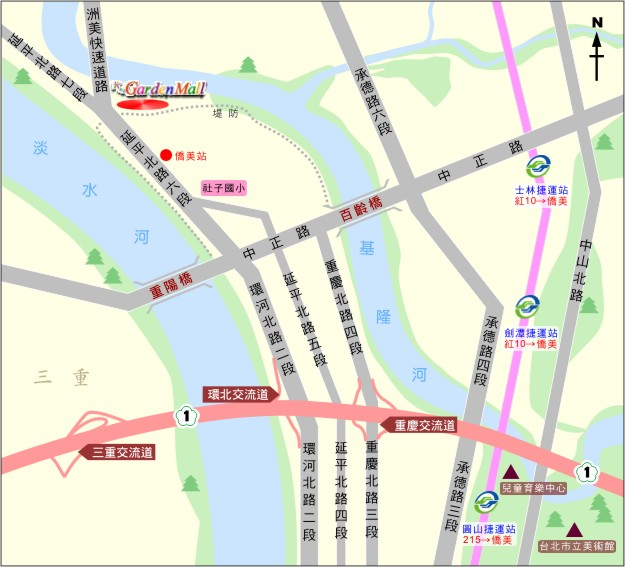 洲美快速道路
延平北路七段
GardenMall
堤防
延平北路六段
僑美站
社子國小
承德路六段
N
中正路
士林捷運站
紅10→僑美
淡水河
百齡橋
中正路
重陽橋
基隆河
中山北路
環河北路二段
延平北路五段
重慶北路四段
劍潭捷運站
紅10→僑美
承德路四段
三重
環北交流道
1
重慶交流道
三重交流道
環河北路二段
延平北路四段
重慶北路三段
承德路三段
1
兒童育樂中心
圓山捷運站
215→僑美
台北市立美術館